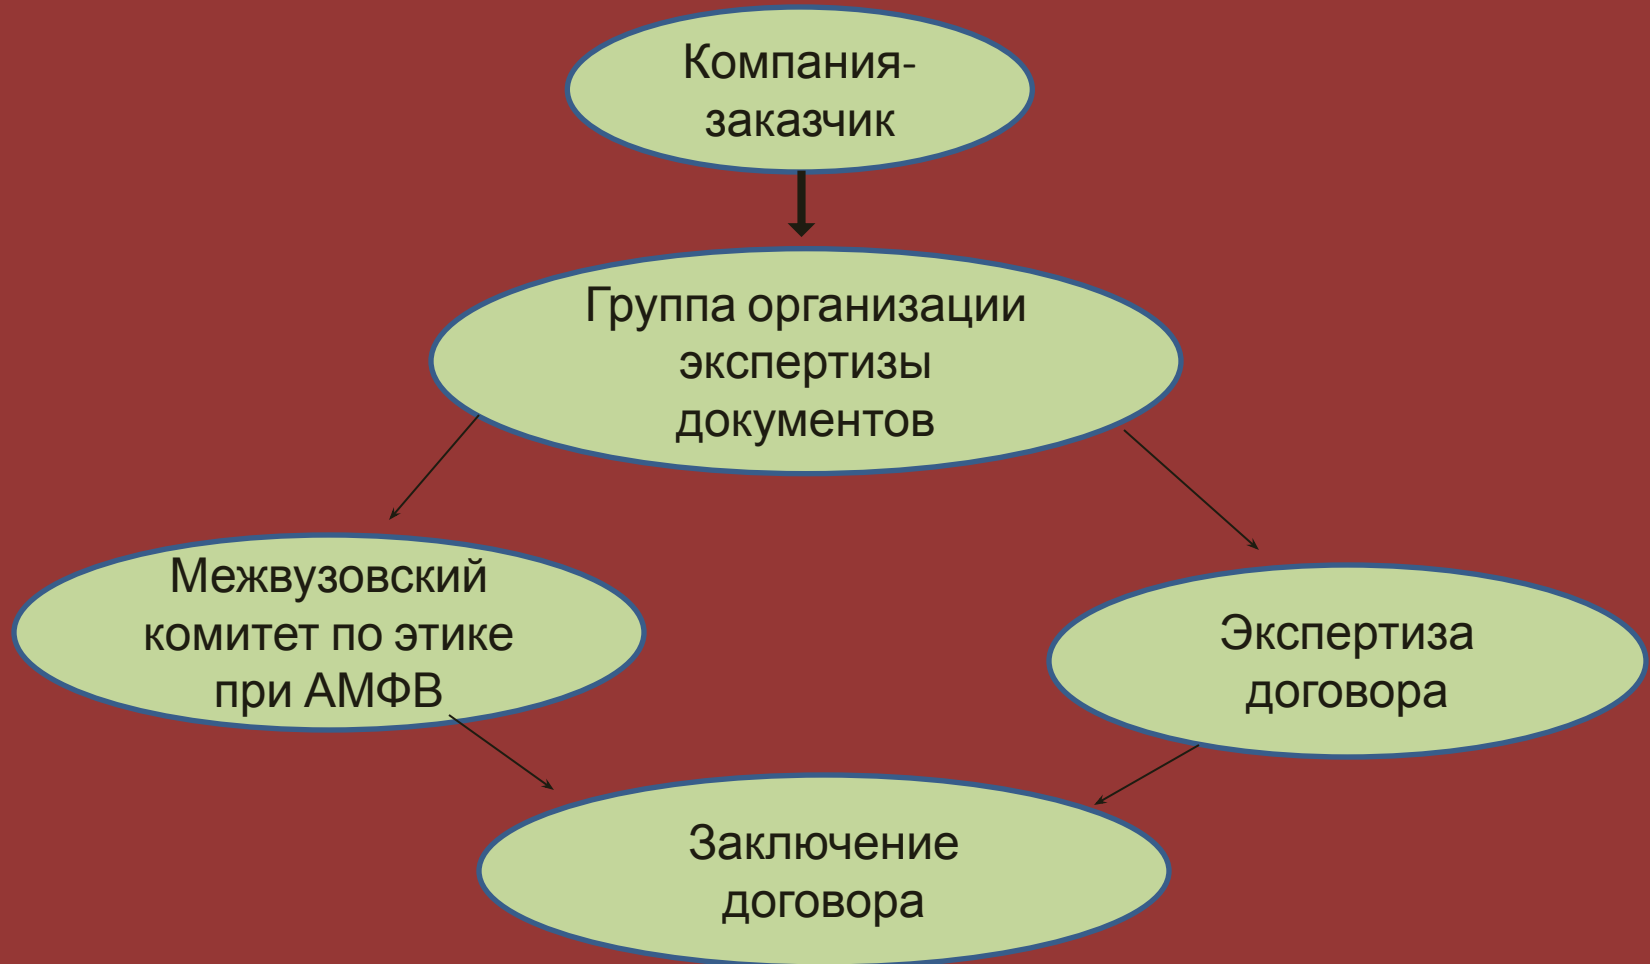 Компания-
заказчик
Группа организации
экспертизы
документов
Межвузовский
комитет по этике
при АМФВ
Экспертиза
договора
Заключение
договора